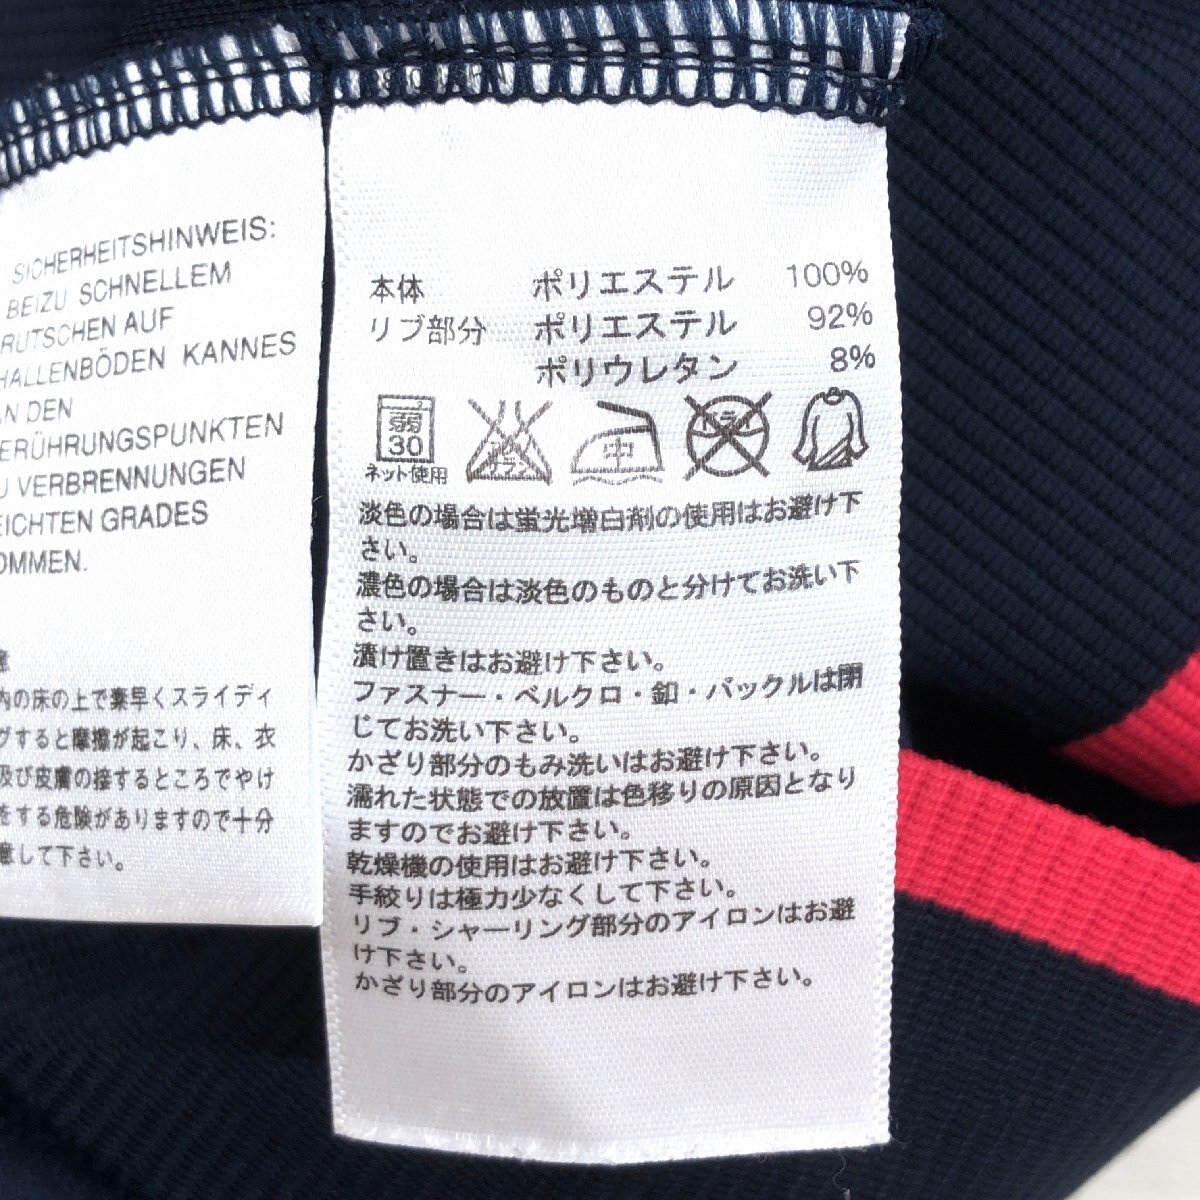 SICHERHEITSHINWEIS:
BEIZU SCHNELLEM
RUTSCHEN AUF
HALLENBÖDEN KANNES
AN DEN
ERÜHRUNGSPUNKTEN
U VERBRENNUNGEN
EICHTEN GRADES
OMMEN.
内の床の上で素早くスライディ
グすると摩擦が起こり、床、衣
及び皮膚の接するところでやけ
をする危険がありますので十分
意して下さい。
本体 ポリエステル 100%
リブ部分 ポリエステル 92%
ポリウレタン 8%
弱 中 ドライ
30
ネット使用
淡色の場合は蛍光増白剤の使用はお避け下
さい。
濃色の場合は淡色のものと分けてお洗い下
さい。
漬け置きはお避け下さい。
ファスナー・ベルクロ・釦・バックルは閉
じてお洗い下さい。
かざり部分のもみ洗いはお避け下さい。
濡れた状態での放置は色移りの原因となり
ますのでお避け下さい。
乾燥機の使用はお避け下さい。
手絞りは極力少なくして下さい。
リブ・シャーリング部分のアイロンはお避
け下さい。
かざり部分のアイロンはお避け下さい。